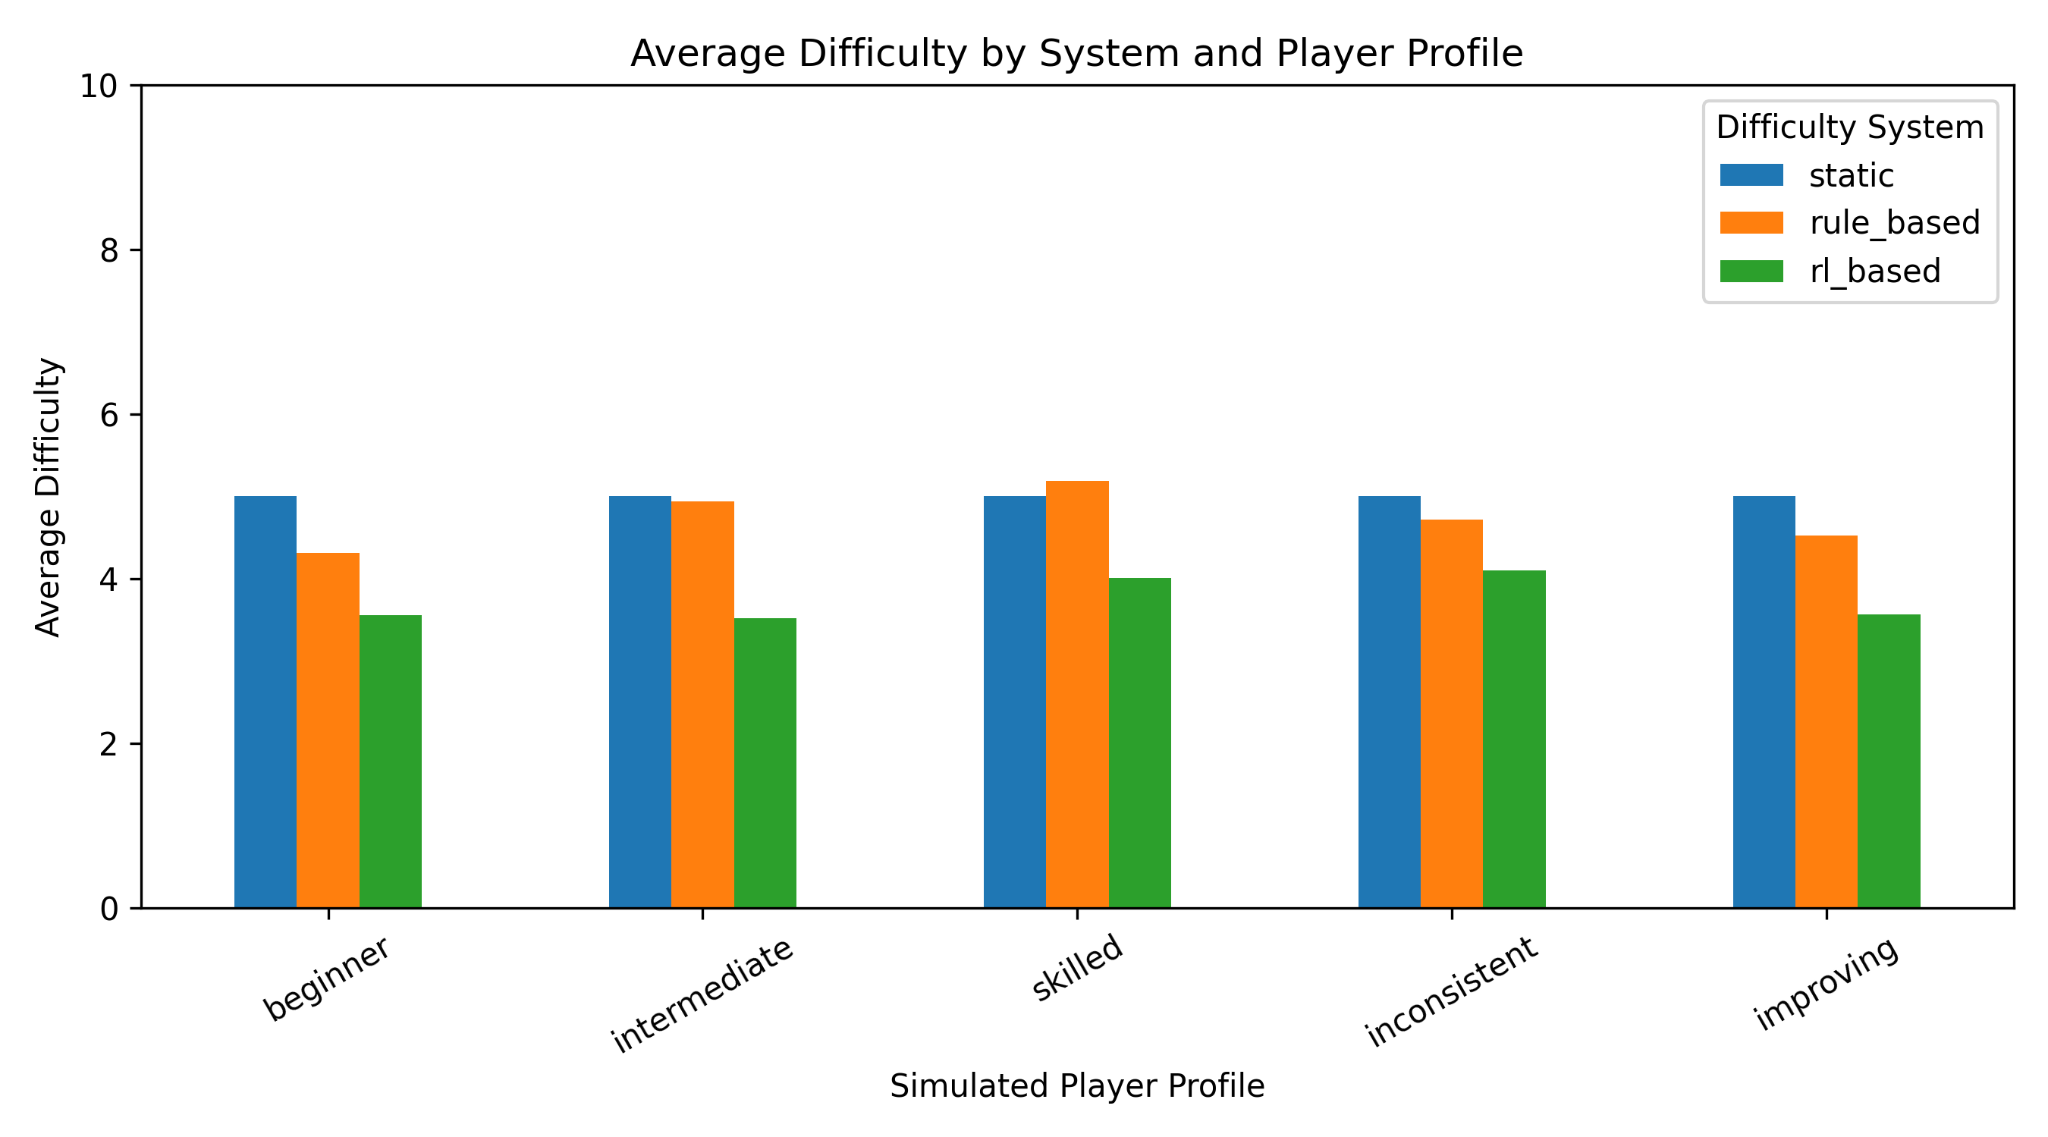 Average Difficulty by System and Player Profile
10
8
6
4
2
0
Average Difficulty
Difficulty System
static
rule_based
rl_based
beginner
intermediate
skilled
inconsistent
improving
Simulated Player Profile